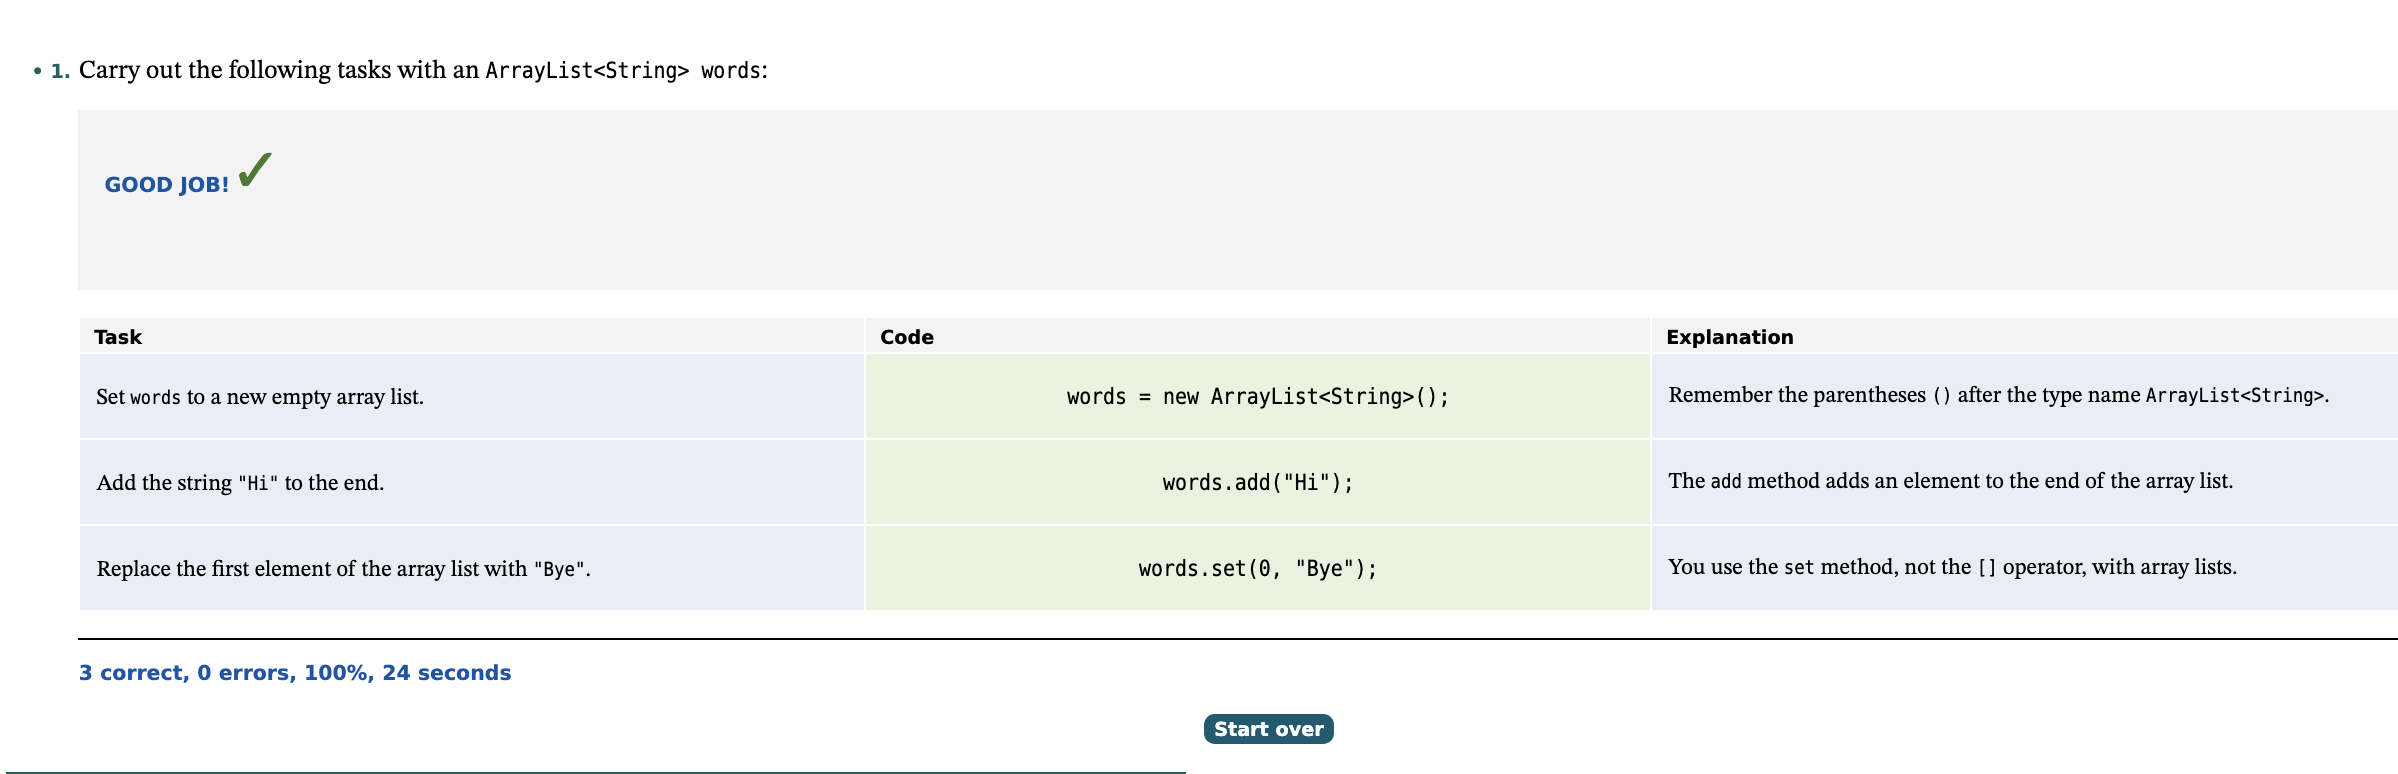 • 1. Carry out the following tasks with an ArrayList<String> words:
GOOD JOB! ✓
Task Code Explanation
Set words to a new empty array list. words = new ArrayList<String>(); Remember the parentheses () after the type name ArrayList<String>.
Add the string "Hi" to the end. words.add("Hi"); The add method adds an element to the end of the array list.
Replace the first element of the array list with "Bye". words.set(0, "Bye"); You use the set method, not the [] operator, with array lists.
3 correct, 0 errors, 100%, 24 seconds
Start over